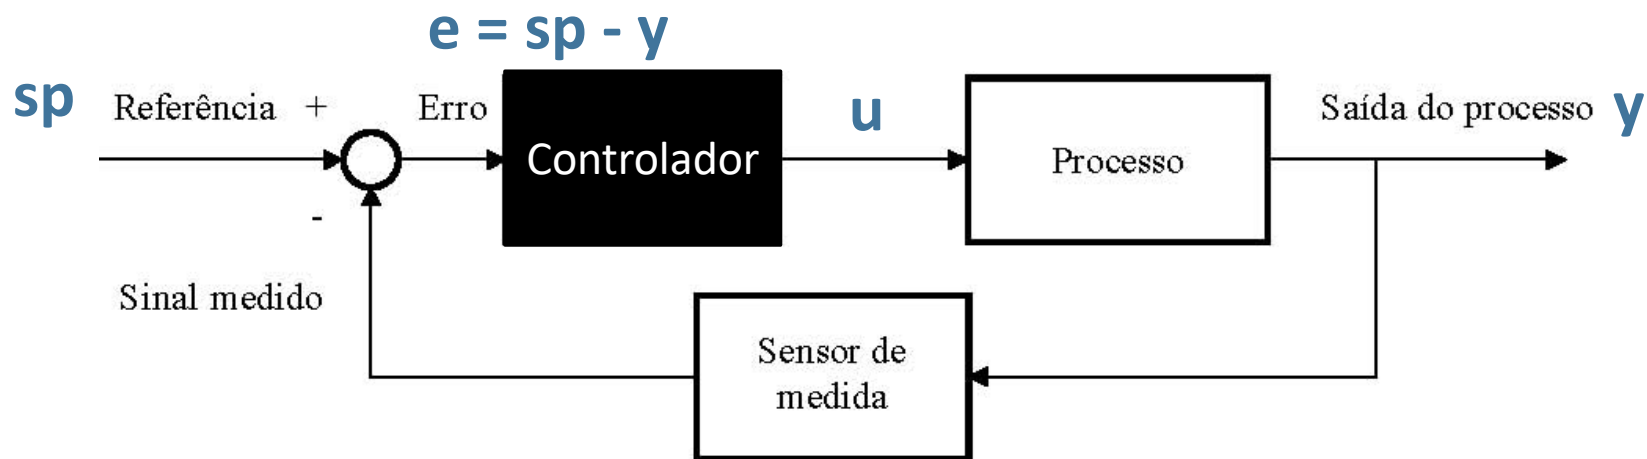 e = sp - y
sp
Referência +
Erro
Controlador
u
Processo
Saída do processo
y
-
Sinal medido
Sensor de
medida